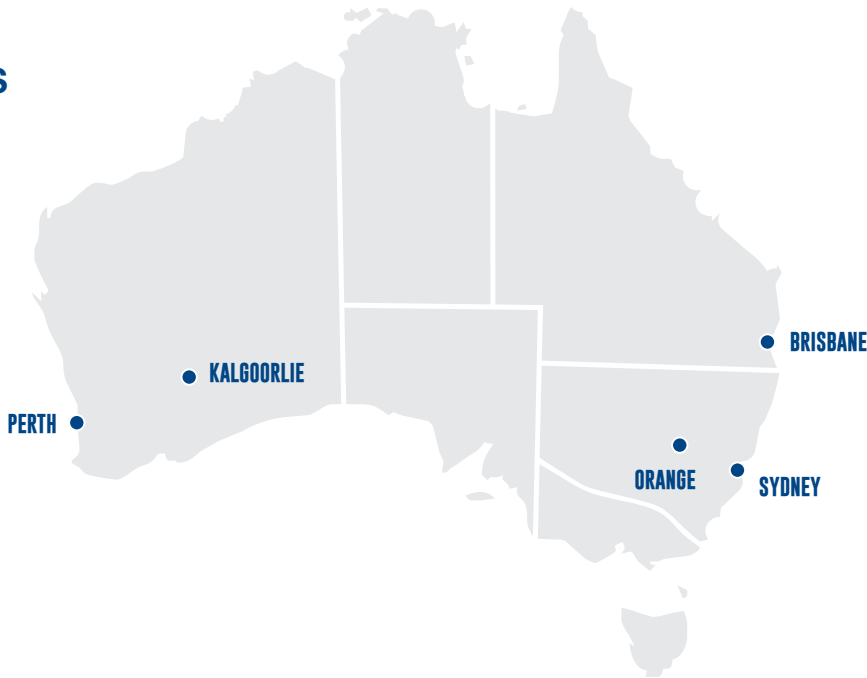 S
BRISBANE
KALGOORLIE
PERTH
ORANGE
SYDNEY